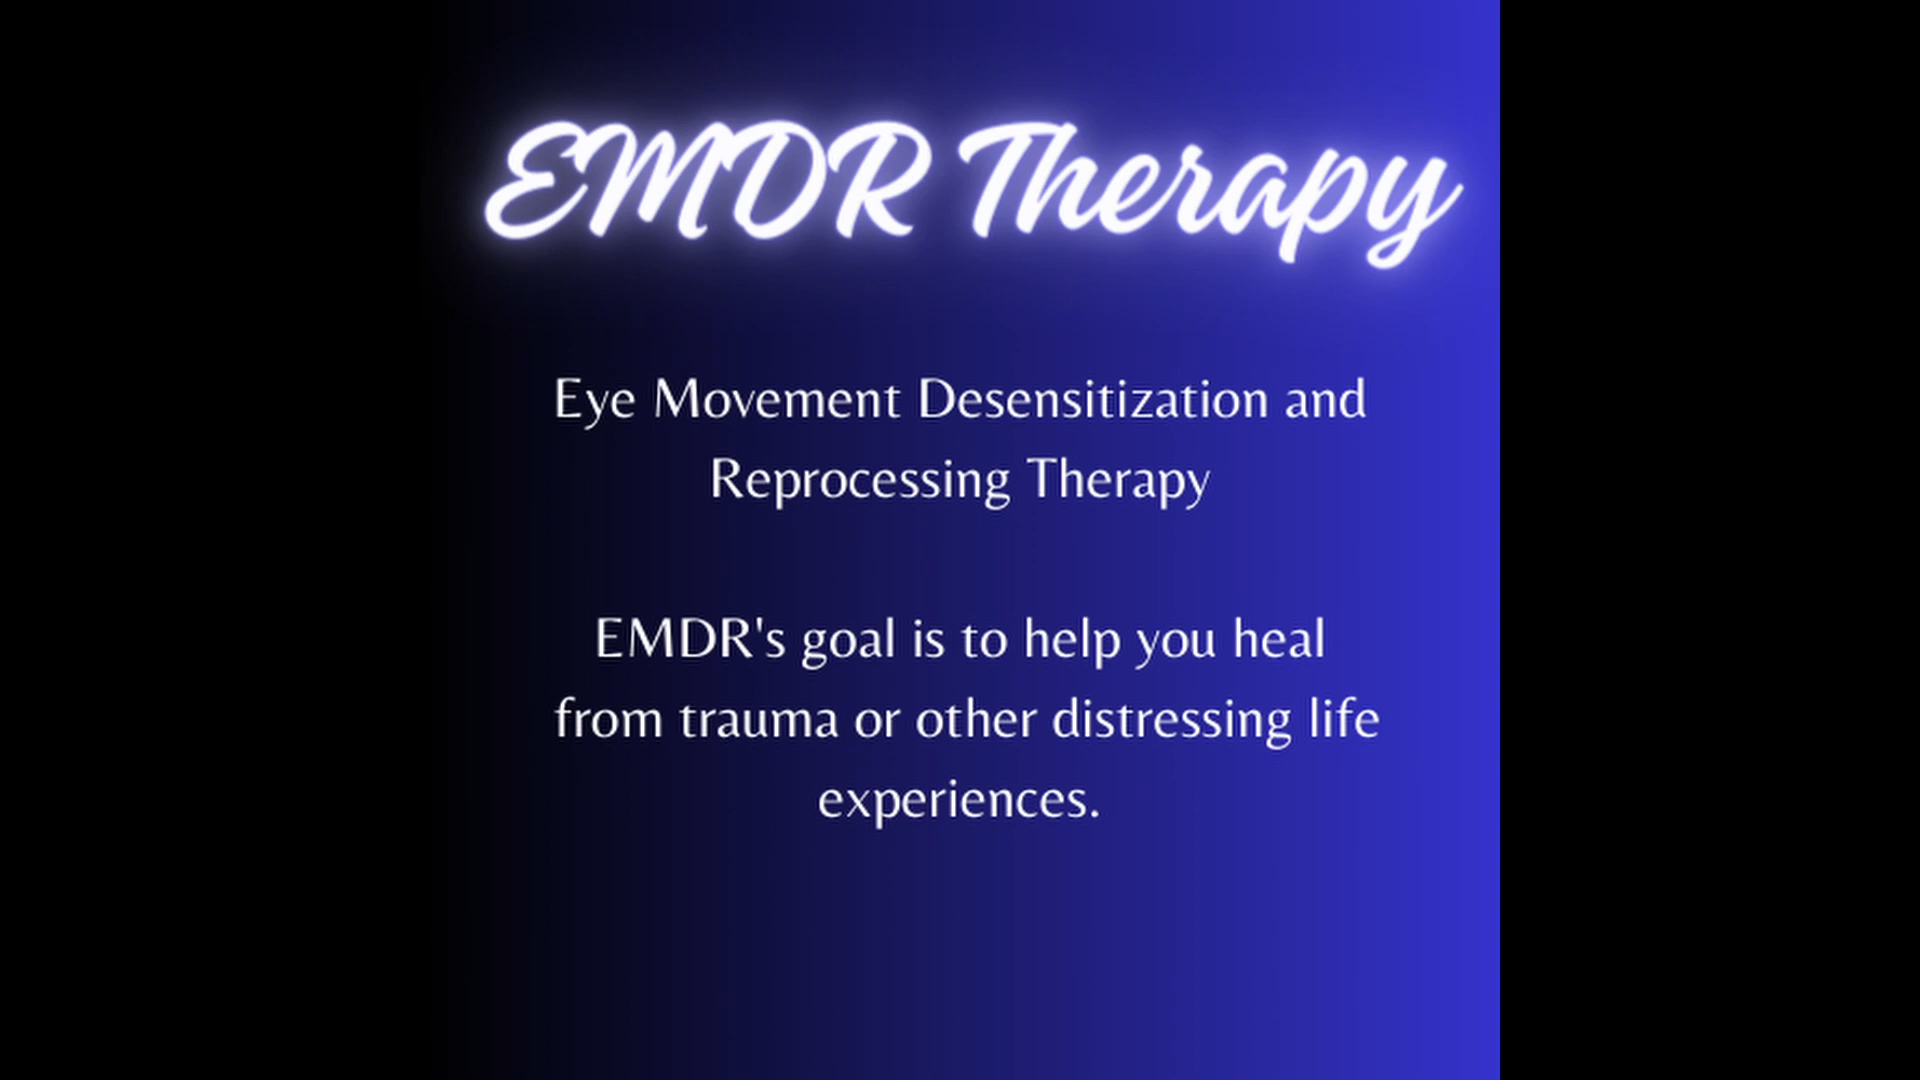 EMDR Therapy
Eye Movement Desensitization and
Reprocessing Therapy
EMDR's goal is to help you heal
from trauma or other distressing life
experiences.